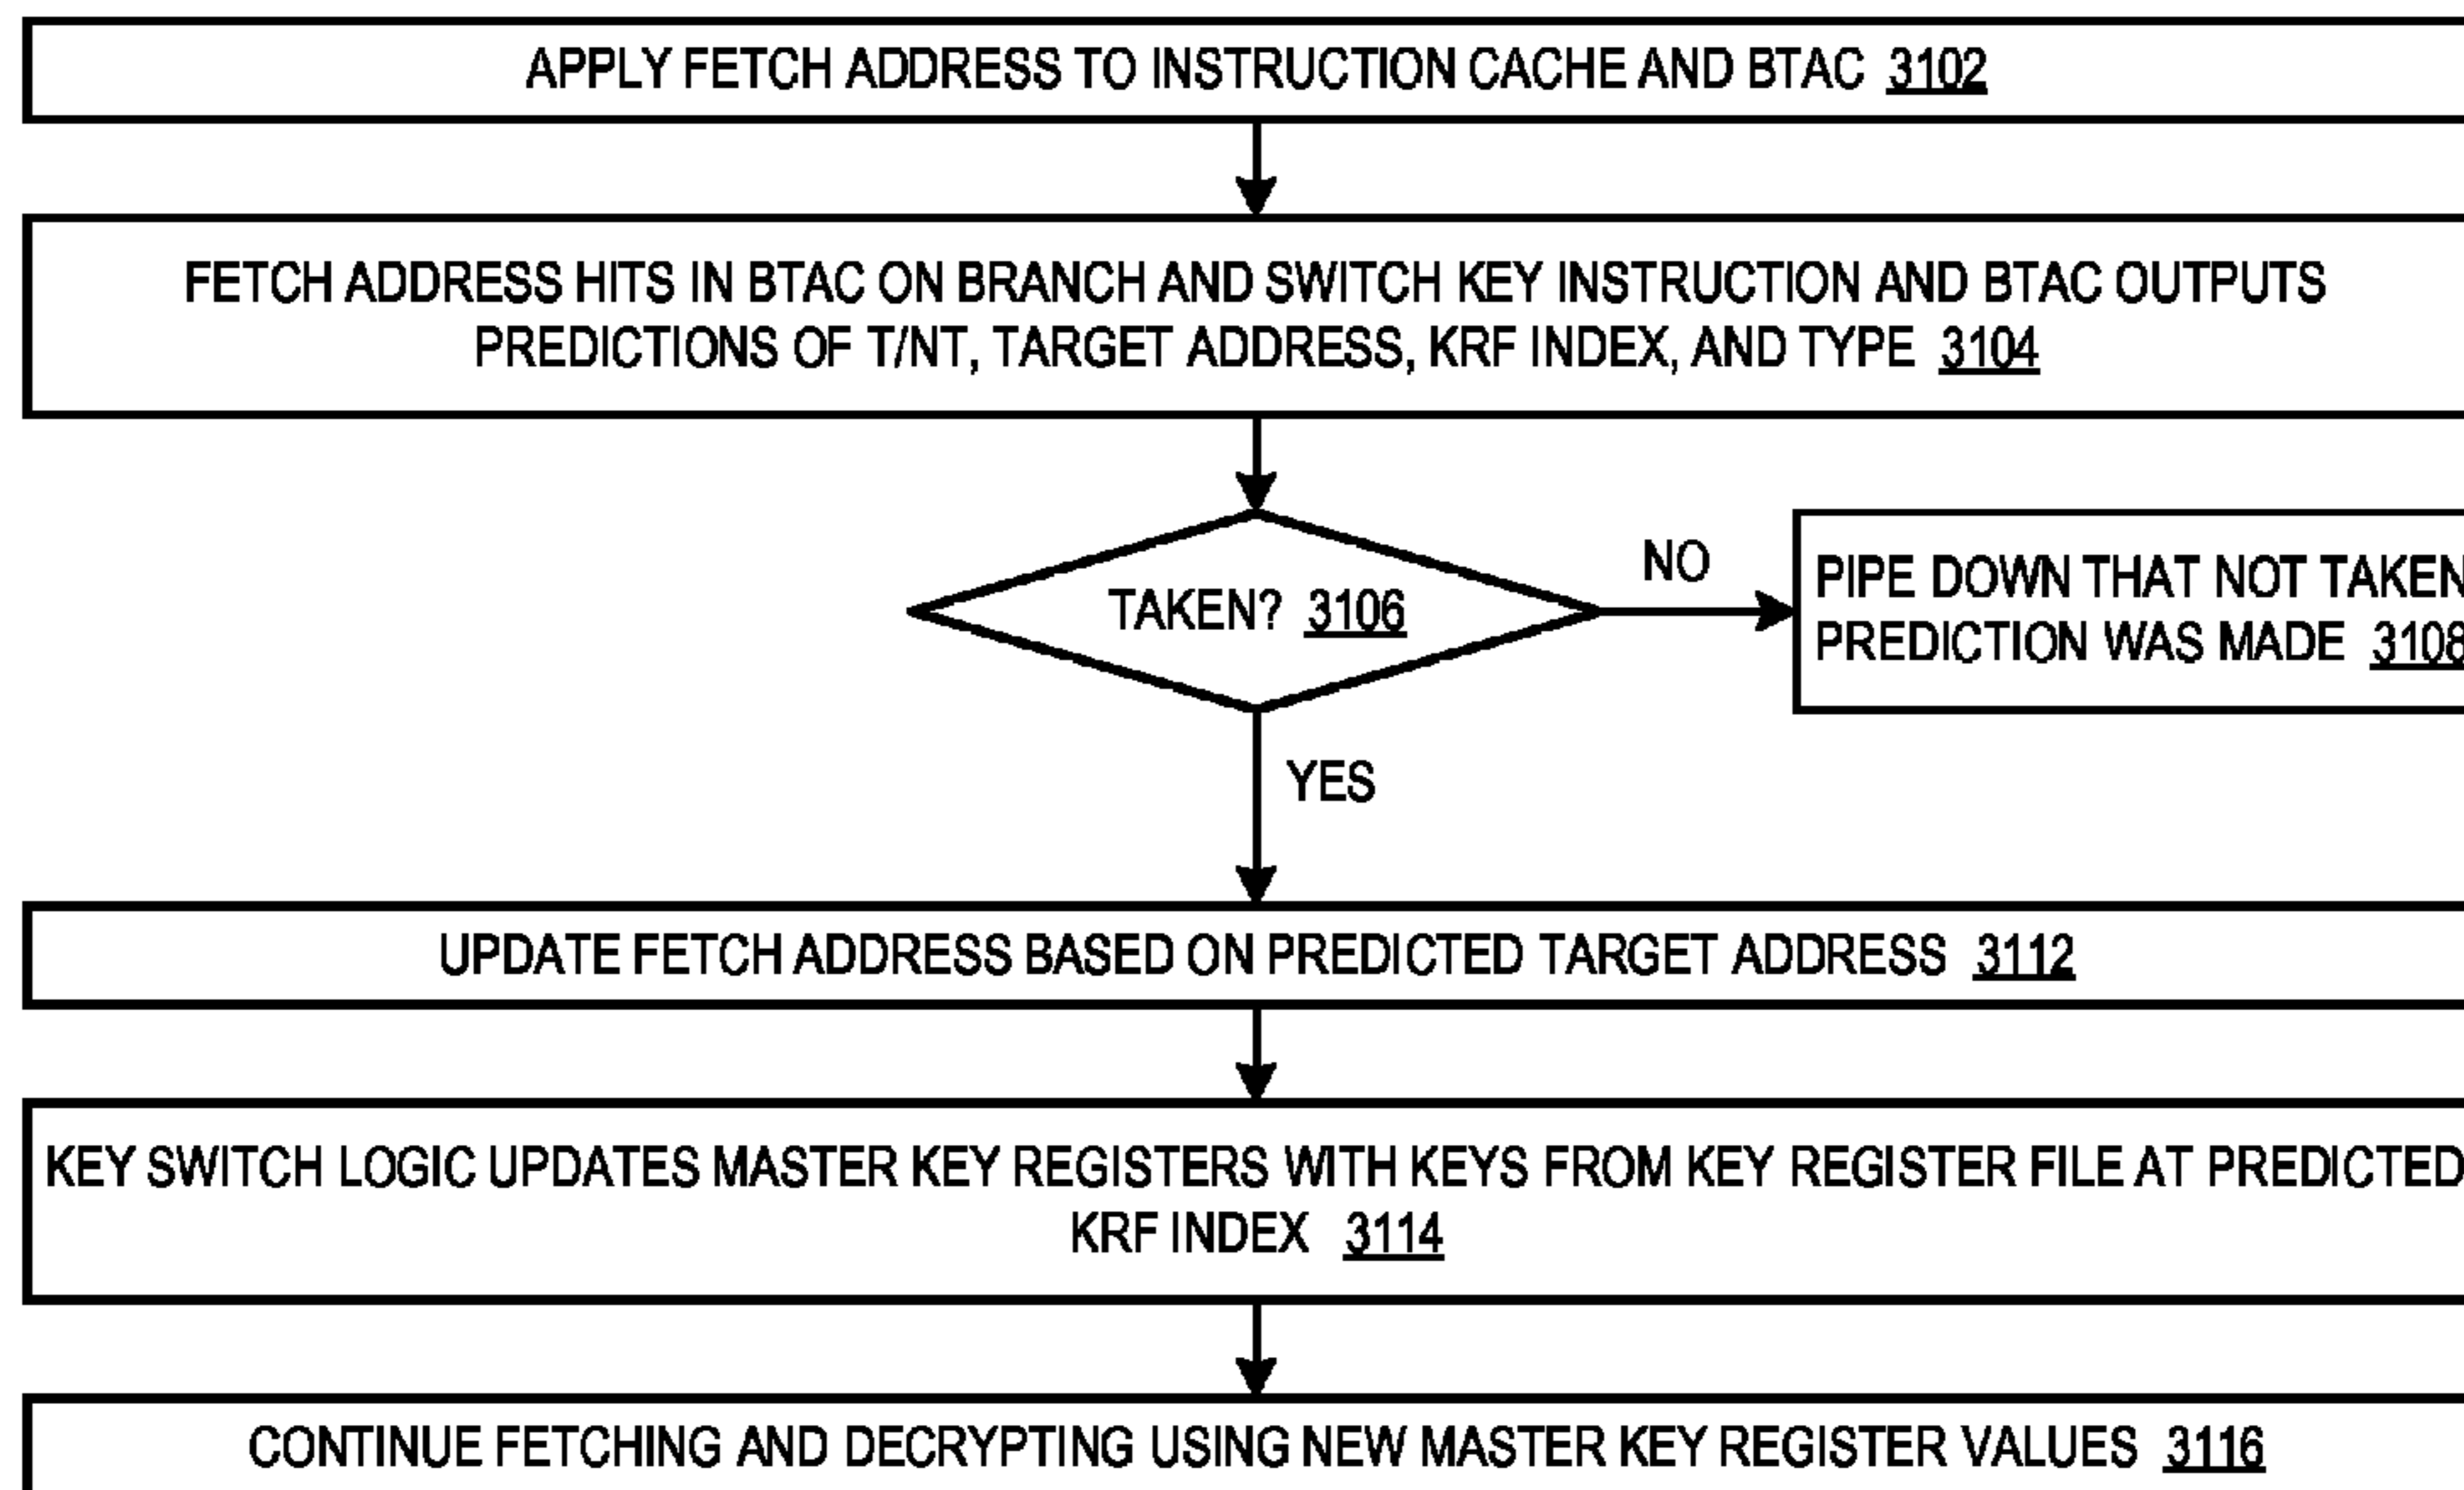 APPLY FETCH ADDRESS TO INSTRUCTION CACHE AND BTAC 3102
FETCH ADDRESS HITS IN BTAC ON BRANCH AND SWITCH KEY INSTRUCTION AND BTAC OUTPUTS
PREDICTIONS OF T/NT, TARGET ADDRESS, KRF INDEX, AND TYPE 3104
TAKEN? 3106
NO
PIPE DOWN THAT NOT TAKEN
PREDICTION WAS MADE 3108
YES
UPDATE FETCH ADDRESS BASED ON PREDICTED TARGET ADDRESS 3112
KEY SWITCH LOGIC UPDATES MASTER KEY REGISTERS WITH KEYS FROM KEY REGISTER FILE AT PREDICTED
KRF INDEX 3114
CONTINUE FETCHING AND DECRYPTING USING NEW MASTER KEY REGISTER VALUES 3116